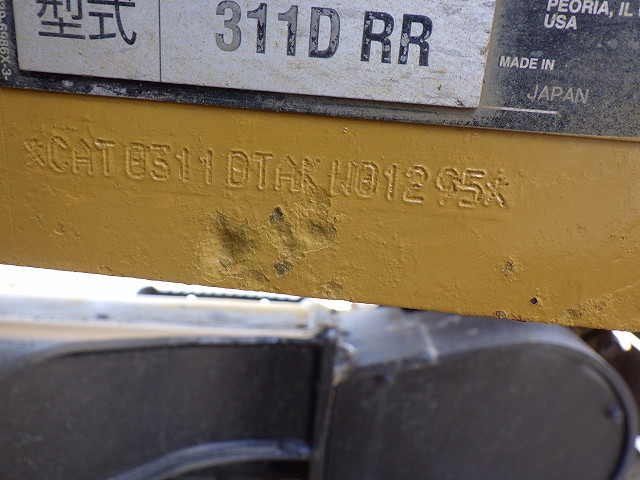 PEORIA, IL
USA
型式 311D RR
MADE IN
JAPAN
*CAT0311DTAKW01295*